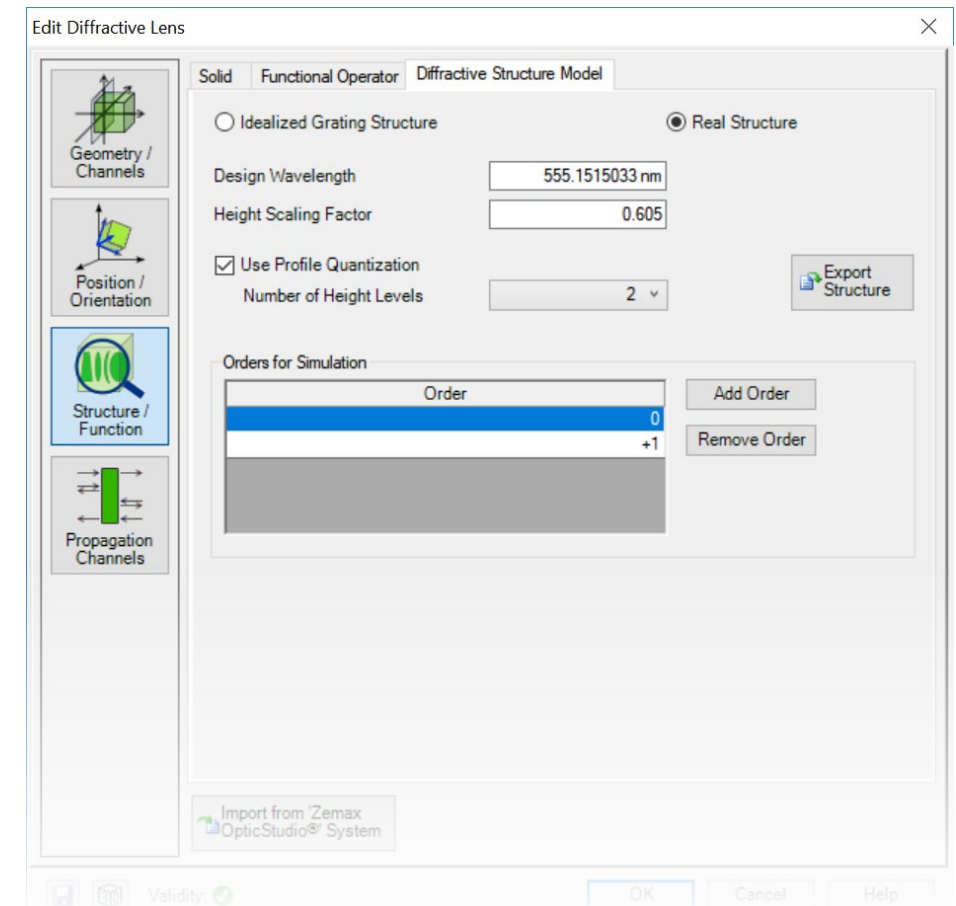 Edit Diffractive Lens
Geometry /
Channels
Position /
Orientation
Structure /
Function
Propagation
Channels
Solid Functional Operator Diffractive Structure Model
Idealized Grating Structure Real Structure
Design Wavelength 555.1515033 nm
Height Scaling Factor 0.605
Use Profile Quantization
Number of Height Levels 2
Export
Structure
Orders for Simulation
Order
0
+1
Add Order
Remove Order
Import from 'Zemax
OpticStudio®' System
Validity:
OK Cancel Help